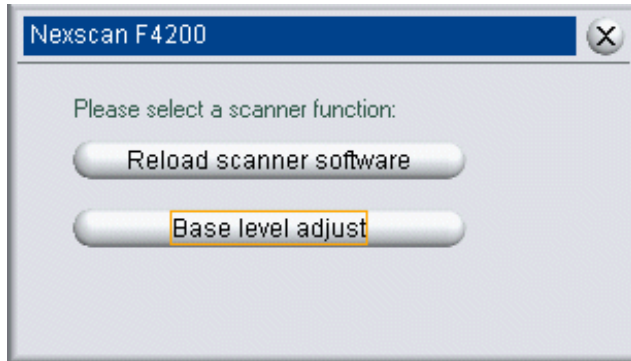 Nexscan F4200
Please select a scanner function:
Reload scanner software
Base level adjust